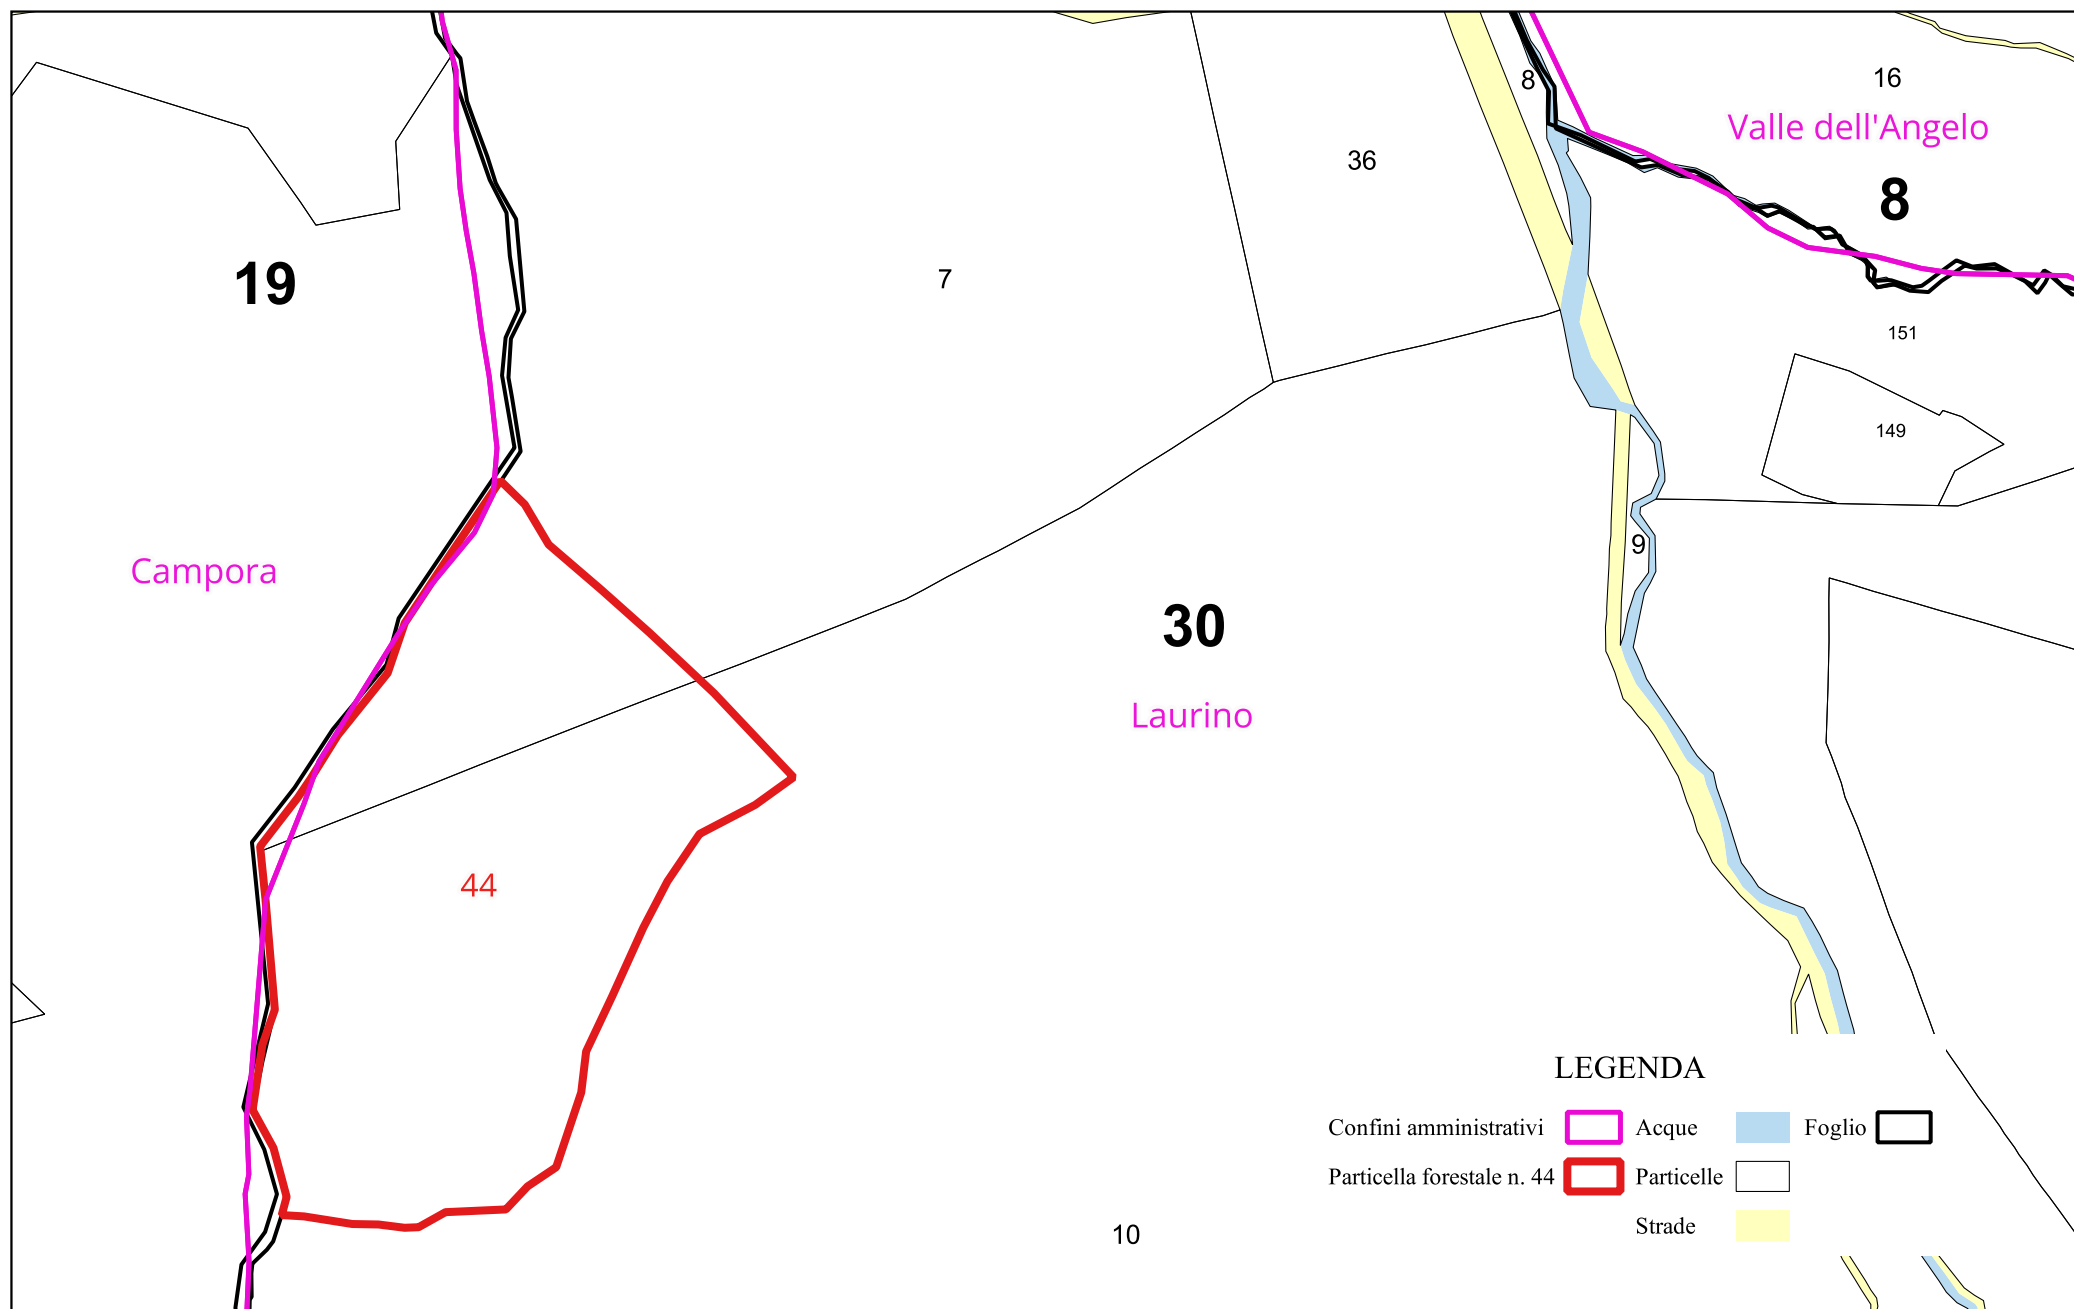 8
16
Valle dell'Angelo
36
8
19
7
151
149
9
Campora
30
Laurino
44
LEGENDA
Confini amministrativi Acque Foglio
Particella forestale n. 44 Particelle
Strade
10